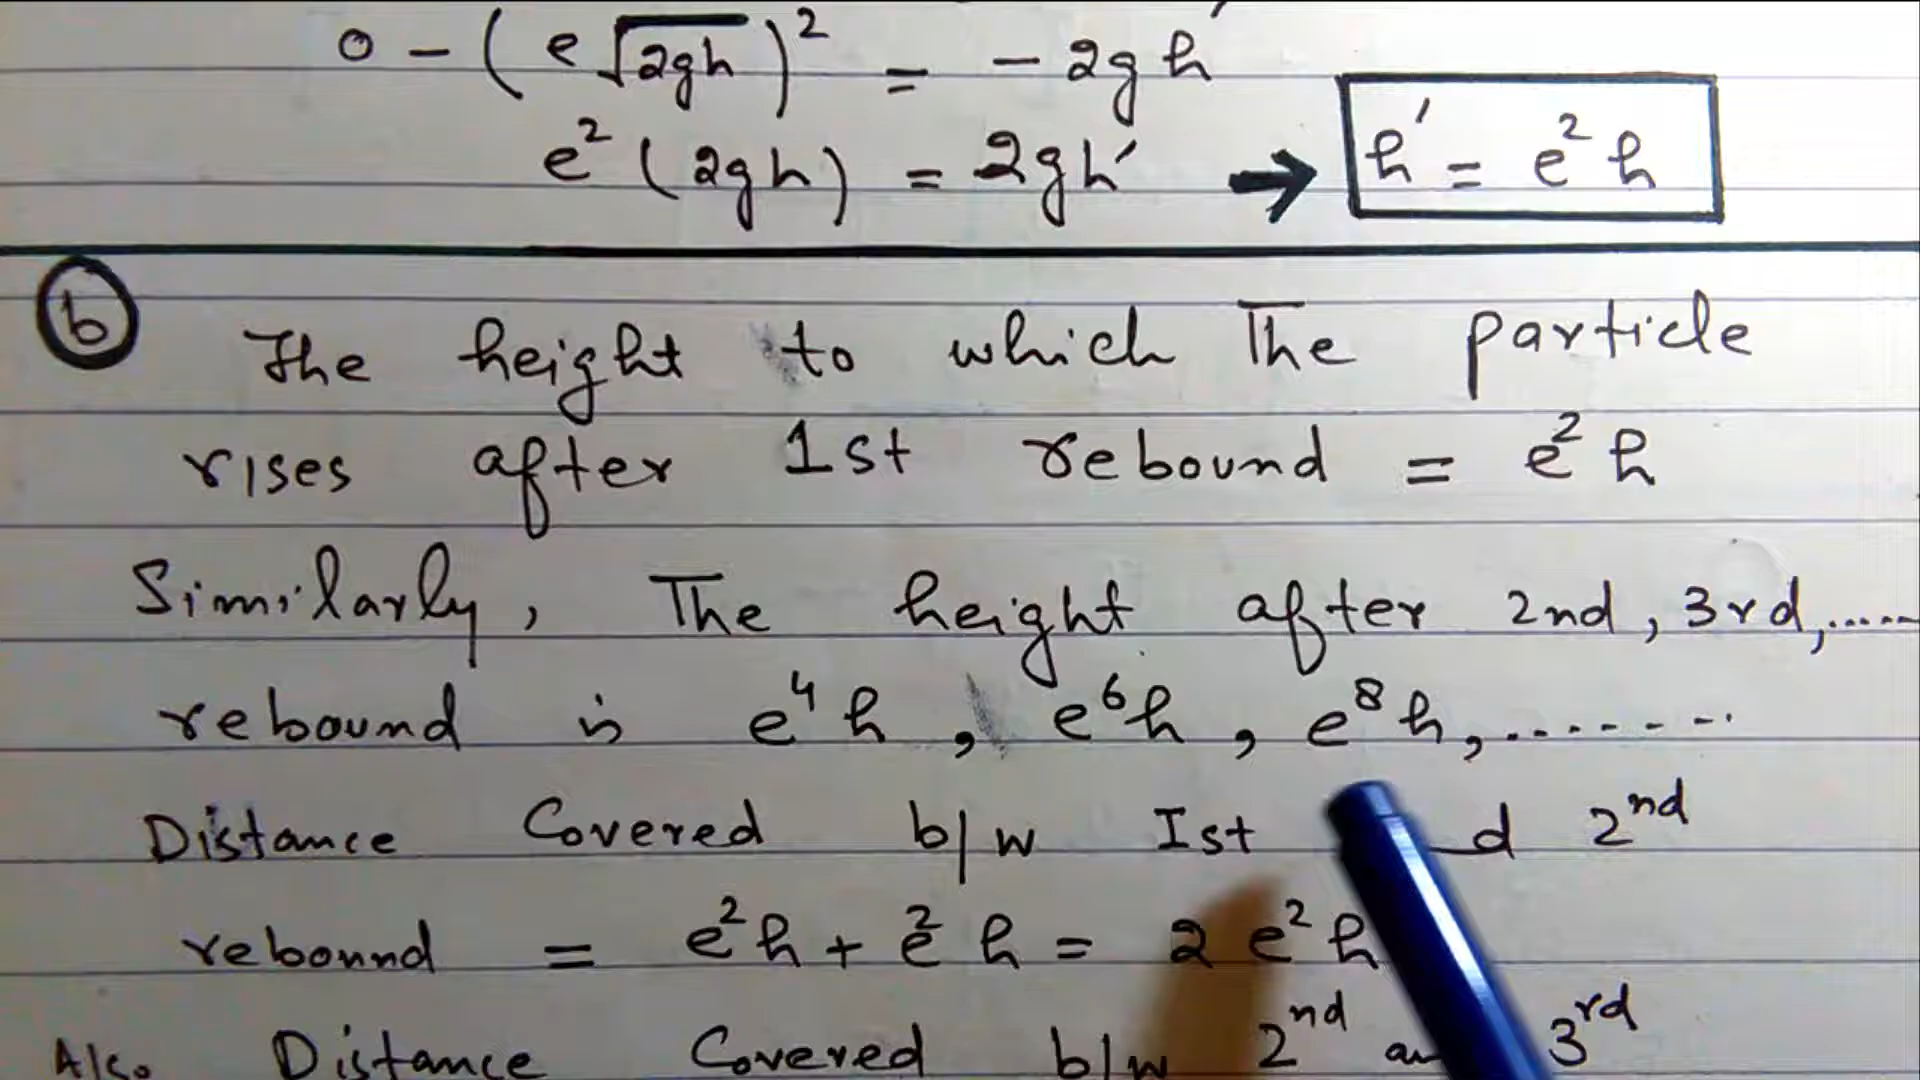 0 - (e√2gh)² = - 2gh'
e²(2gh) = 2gh' → h' = e²h
b The height to which The particle
rises after 1st rebound = e²h
Similarly, The height after 2nd, 3rd,.....
rebound is e⁴h, e⁶h, e⁸h,.......
Distance Covered b/w Ist d 2nd
rebound = e²h + e²h = 2e²h
Also Distance Covered b/w 2nd 3rd